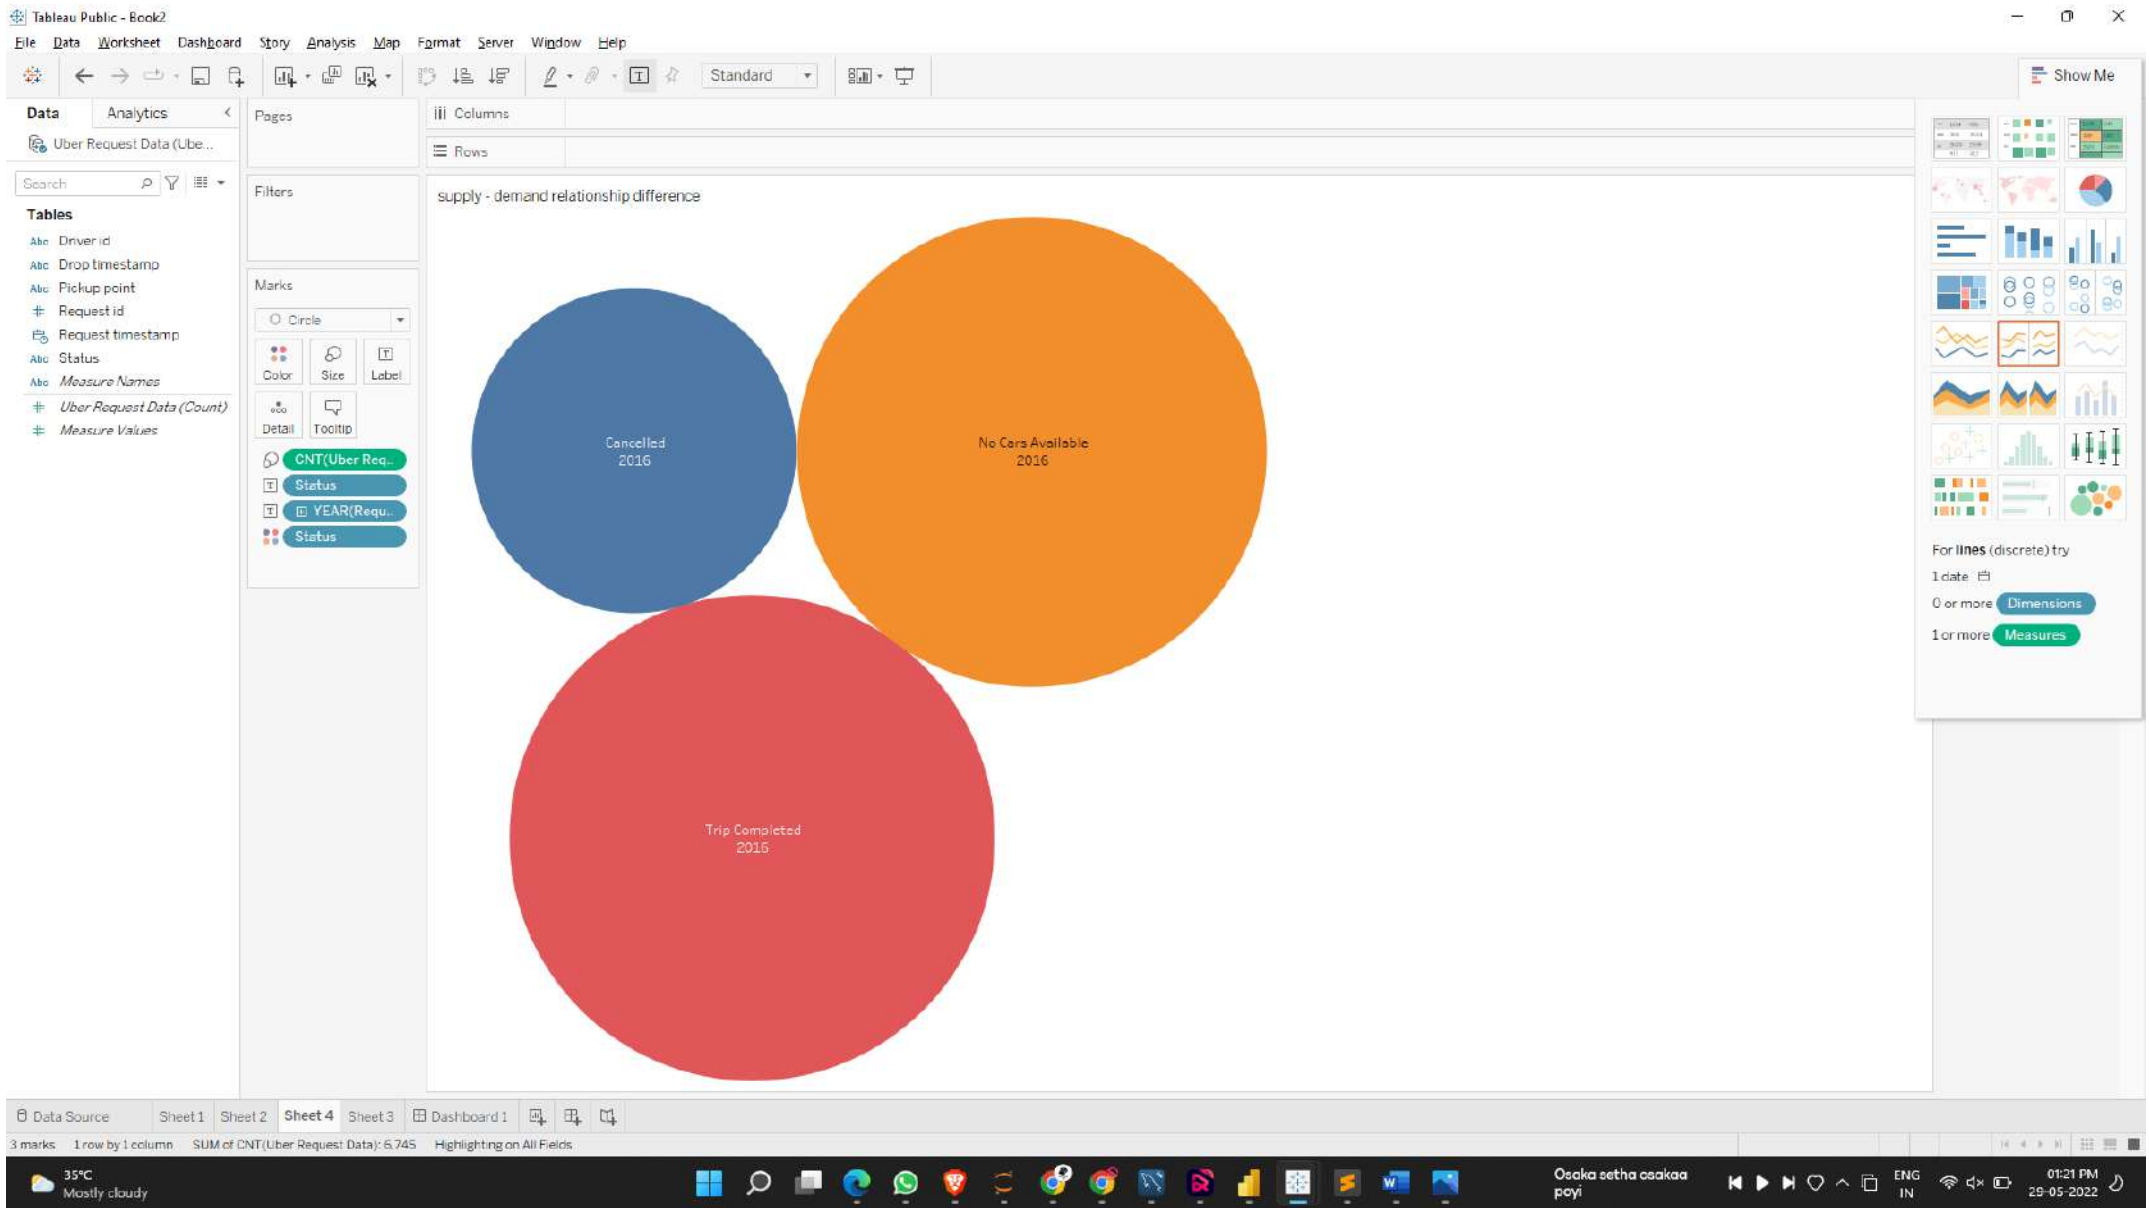 Tableau Public - Book2
File Data Worksheet Dashboard Story Analysis Map Format Server Window Help
Standard
Show Me
Data Analytics
Pages
Columns
Uber Request Data (Ube...
Rows
Search
Filters
supply - demand relationship difference
Tables
Abc Driver id
Abc Drop timestamp
Abc Pickup point
# Request id
Request timestamp
Abc Status
Abc Measure Names
# Uber Request Data (Count)
# Measure Values
Marks
Circle
Color Size Label
Detail Tooltip
CNT(Uber Req..
Status
YEAR(Requ..
Status
Cancelled
2016
No Cars Available
2016
Trip Completed
2016
For lines (discrete) try
1 date
0 or more Dimensions
1 or more Measures
Data Source Sheet 1 Sheet 2 Sheet 4 Sheet 3 Dashboard 1
3 marks 1 row by 1 column SUM of CNT(Uber Request Data): 6,745 Highlighting on All Fields
35°C
Mostly cloudy
Osaka setha asakaa
poyi
ENG
IN
01:21 PM
29-05-2022